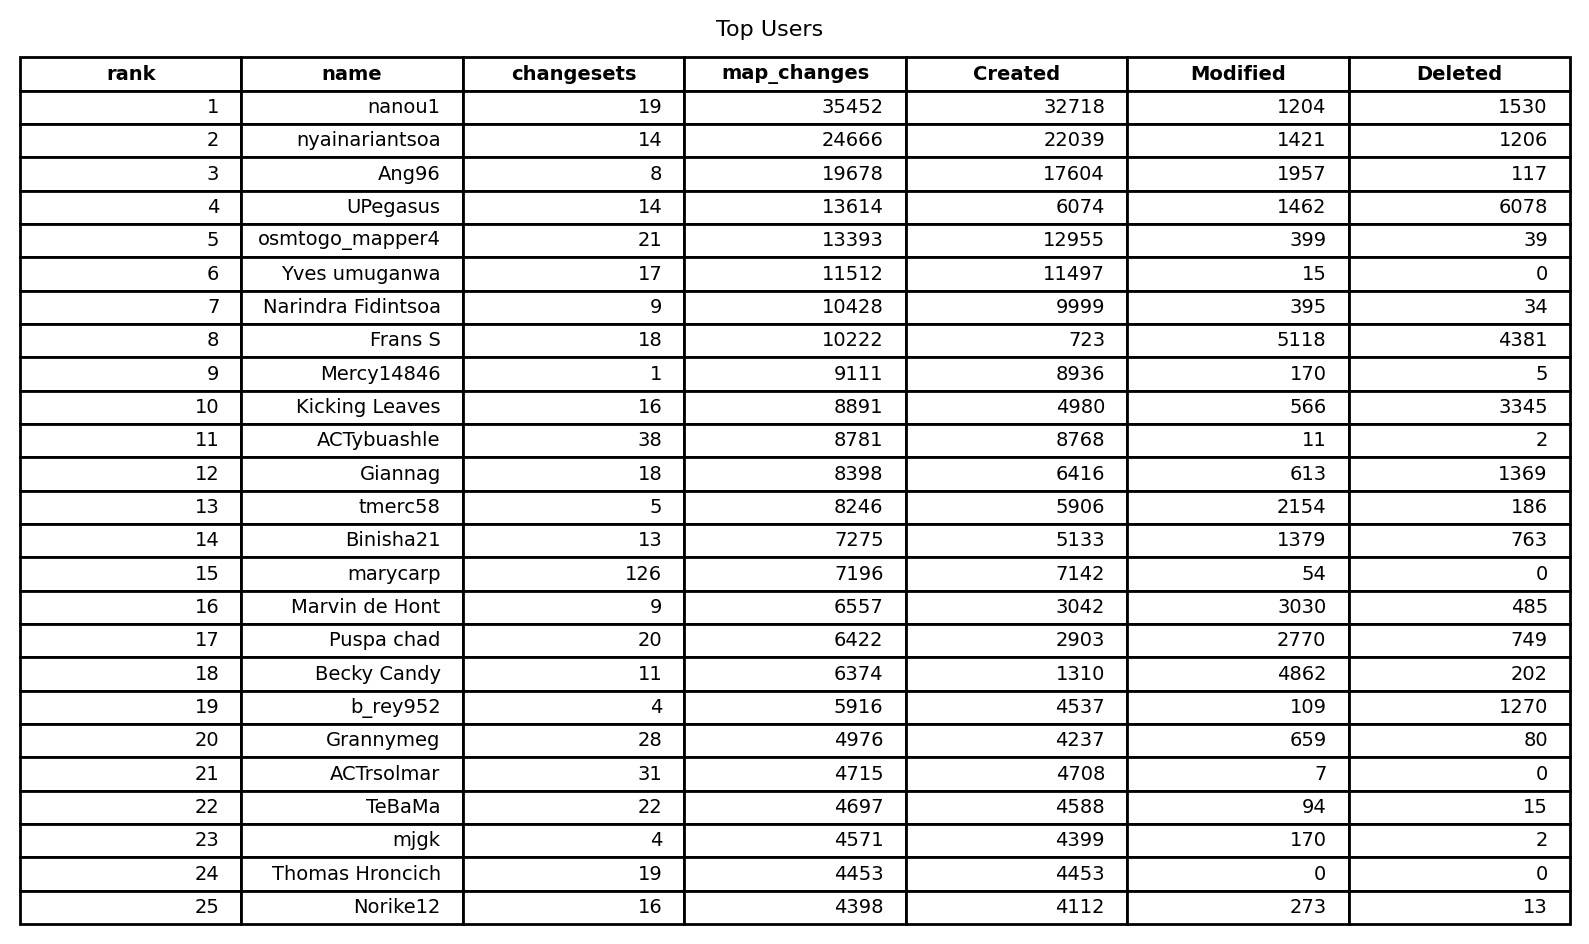 Top Users
rank name changesets map_changes Created Modified Deleted
1 nanou1 19 35452 32718 1204 1530
2 nyainariantsoa 14 24666 22039 1421 1206
3 Ang96 8 19678 17604 1957 117
4 UPegasus 14 13614 6074 1462 6078
5 osmtogo_mapper4 21 13393 12955 399 39
6 Yves umuganwa 17 11512 11497 15 0
7 Narindra Fidintsoa 9 10428 9999 395 34
8 Frans S 18 10222 723 5118 4381
9 Mercy14846 1 9111 8936 170 5
10 Kicking Leaves 16 8891 4980 566 3345
11 ACTybuashle 38 8781 8768 11 2
12 Giannag 18 8398 6416 613 1369
13 tmerc58 5 8246 5906 2154 186
14 Binisha21 13 7275 5133 1379 763
15 marycarp 126 7196 7142 54 0
16 Marvin de Hont 9 6557 3042 3030 485
17 Puspa chad 20 6422 2903 2770 749
18 Becky Candy 11 6374 1310 4862 202
19 b_rey952 4 5916 4537 109 1270
20 Grannymeg 28 4976 4237 659 80
21 ACTrsolmar 31 4715 4708 7 0
22 TeBaMa 22 4697 4588 94 15
23 mjgk 4 4571 4399 170 2
24 Thomas Hroncich 19 4453 4453 0 0
25 Norike12 16 4398 4112 273 13